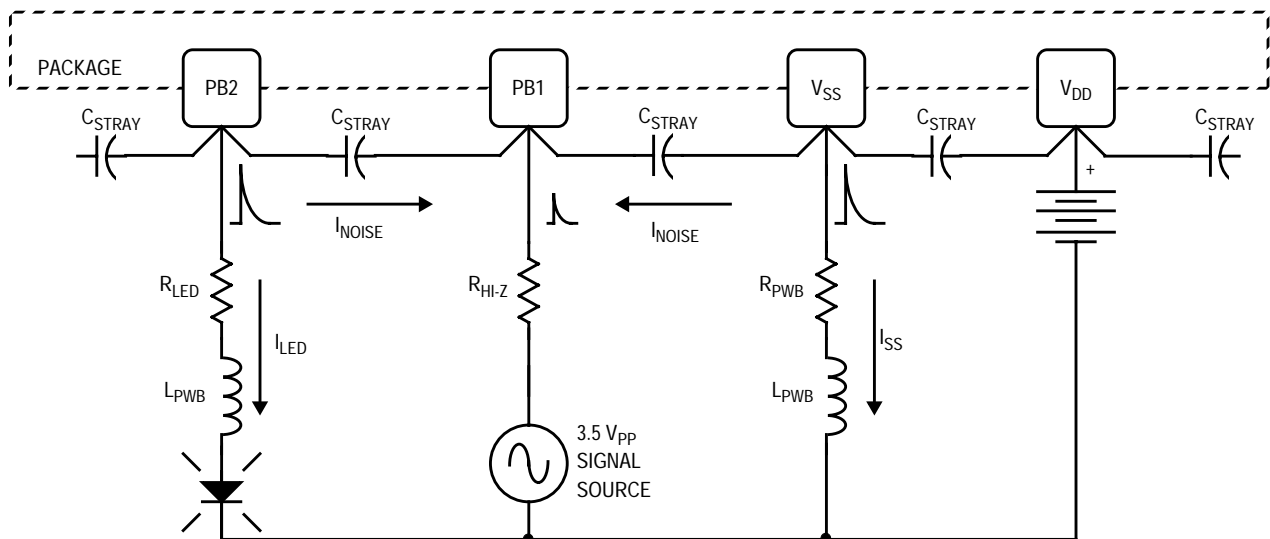 PACKAGE
PB2
PB1
VSS
VDD
CSTRAY
CSTRAY
CSTRAY
CSTRAY
CSTRAY
+
INOISE
INOISE
RLED
RHI-Z
RPWB
ILED
ISS
LPWB
LPWB
3.5 VPP
SIGNAL
SOURCE